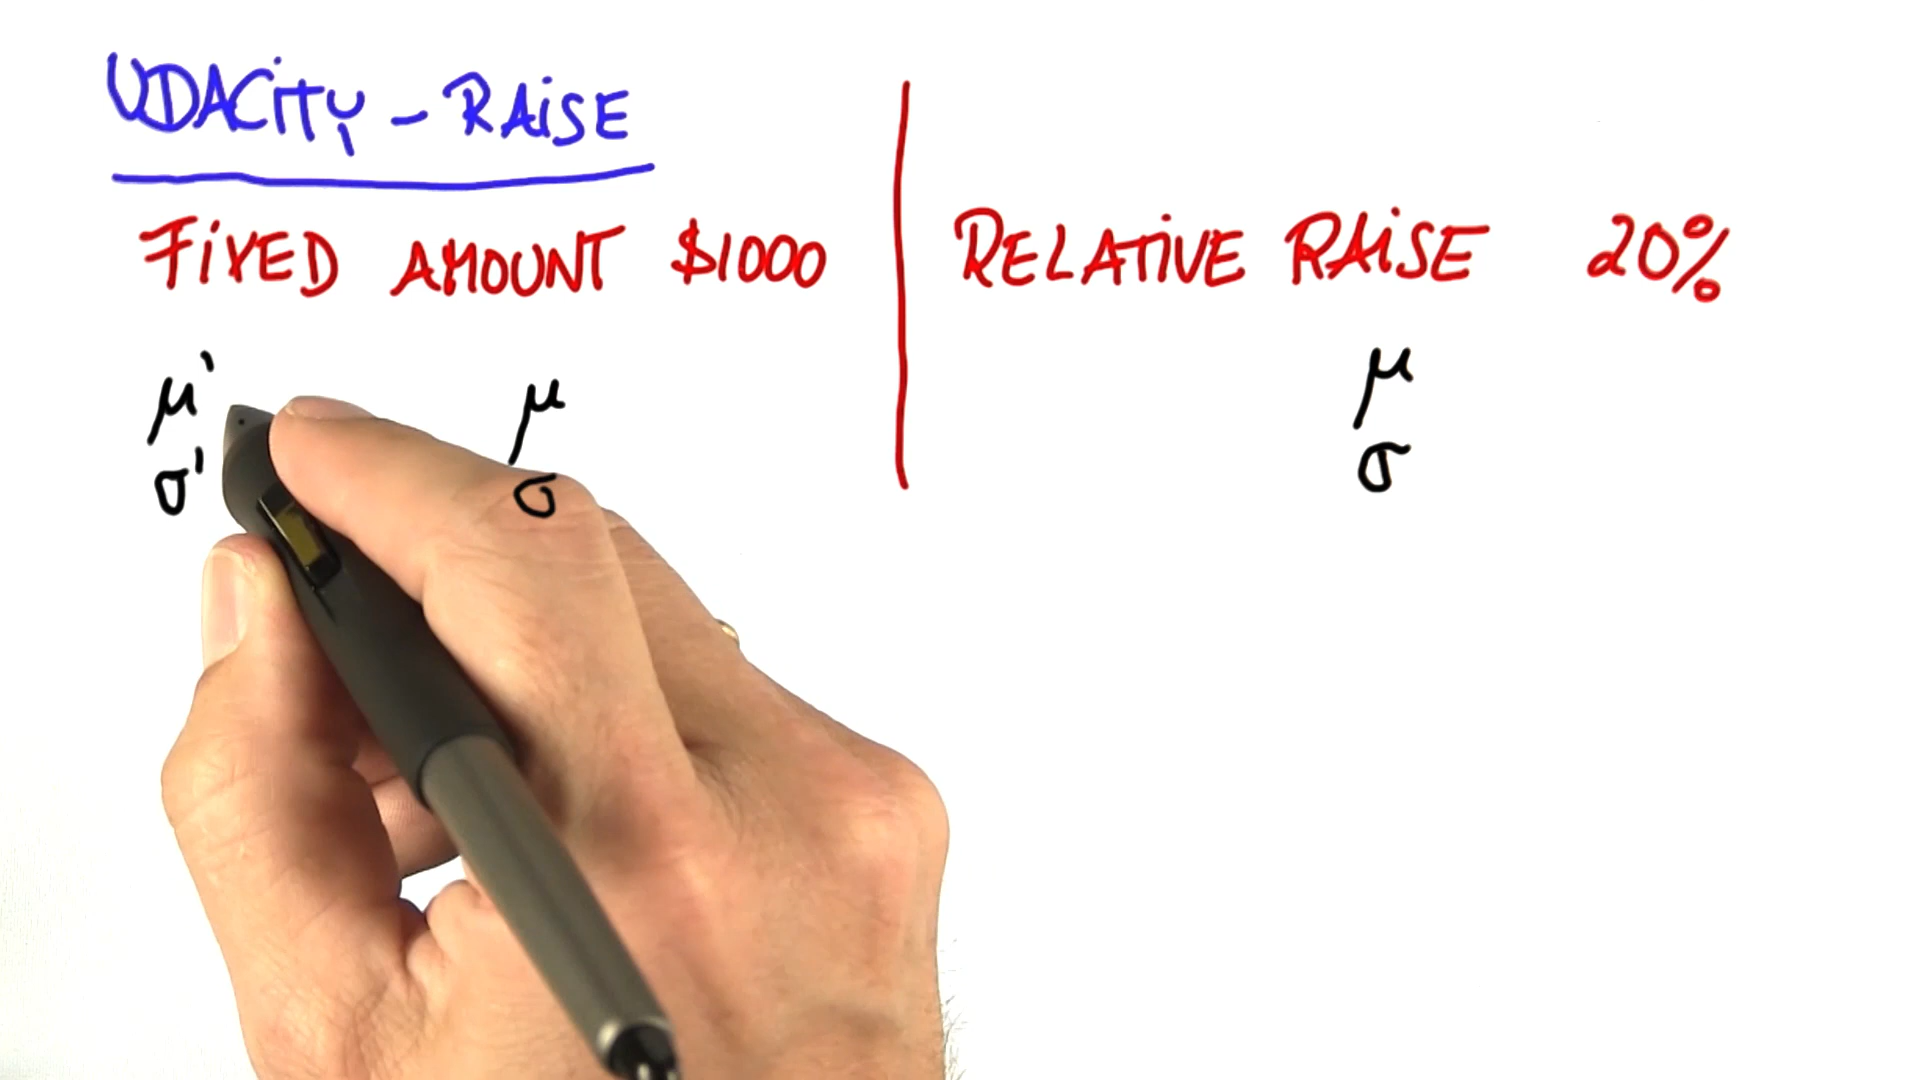 UDACiTY - RAiSE
FiXED AMOUNT $1000
μ' μ
σ' σ
RELATiVE RAiSE 20%
μ
σ